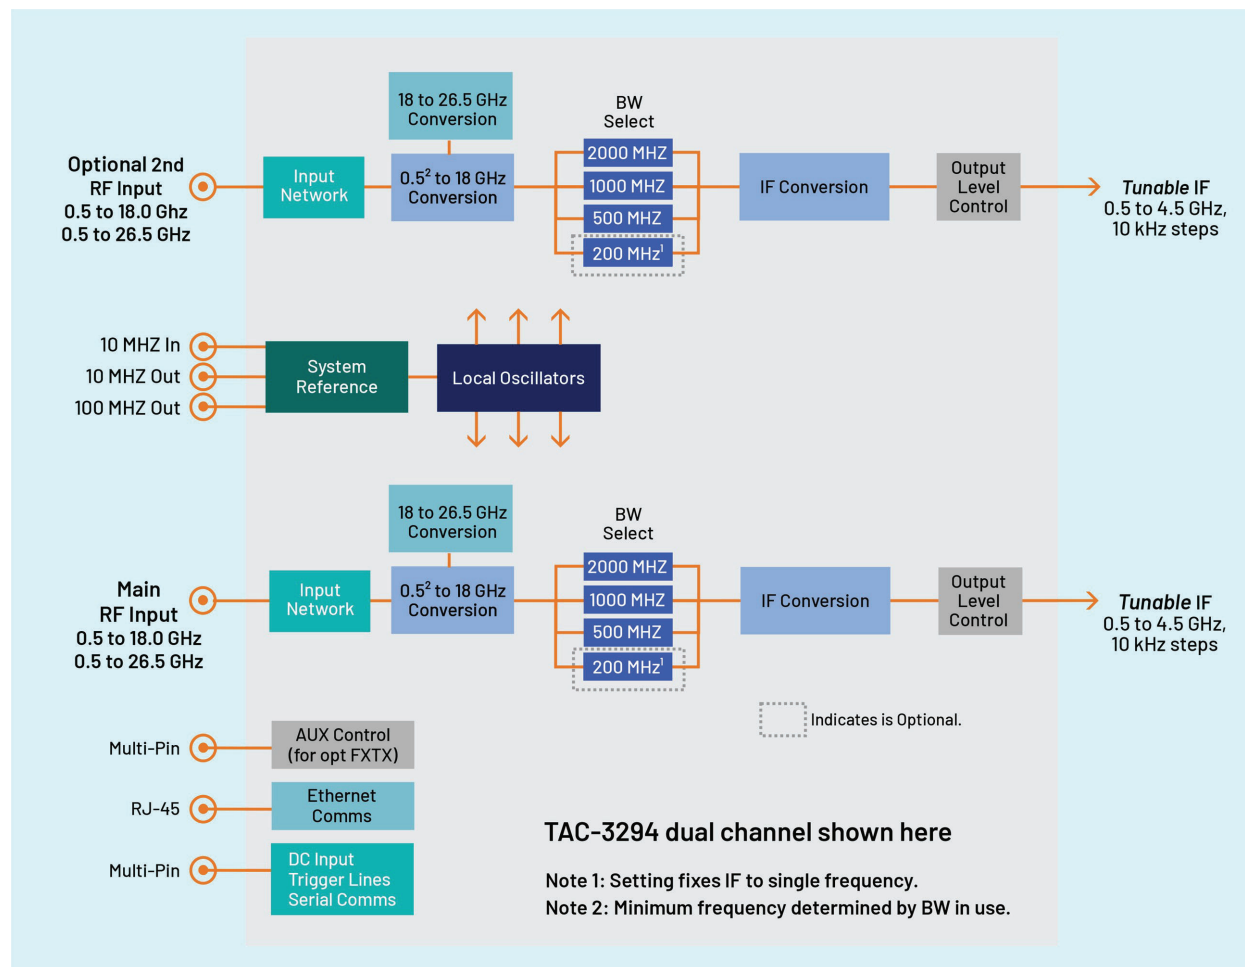 18 to 26.5 GHz
Conversion
BW
Select
Optional 2nd
RF Input
0.5 to 18.0 Ghz
0.5 to 26.5 GHz
Input
Network
0.5² to 18 GHz
Conversion
2000 MHZ
1000 MHZ
500 MHZ
200 MHz¹
IF Conversion
Output
Level
Control
Tunable IF
0.5 to 4.5 GHz,
10 kHz steps
10 MHZ In
10 MHZ Out
100 MHZ Out
System
Reference
Local Oscillators
18 to 26.5 GHz
Conversion
BW
Select
Main
RF Input
0.5 to 18.0 GHz
0.5 to 26.5 GHz
Input
Network
0.5² to 18 GHz
Conversion
2000 MHZ
1000 MHZ
500 MHZ
200 MHz¹
IF Conversion
Output
Level
Control
Tunable IF
0.5 to 4.5 GHz,
10 kHz steps
Indicates is Optional.
Multi-Pin
AUX Control
(for opt FXTX)
RJ-45
Ethernet
Comms
Multi-Pin
DC Input
Trigger Lines
Serial Comms
TAC-3294 dual channel shown here
Note 1: Setting fixes IF to single frequency.
Note 2: Minimum frequency determined by BW in use.